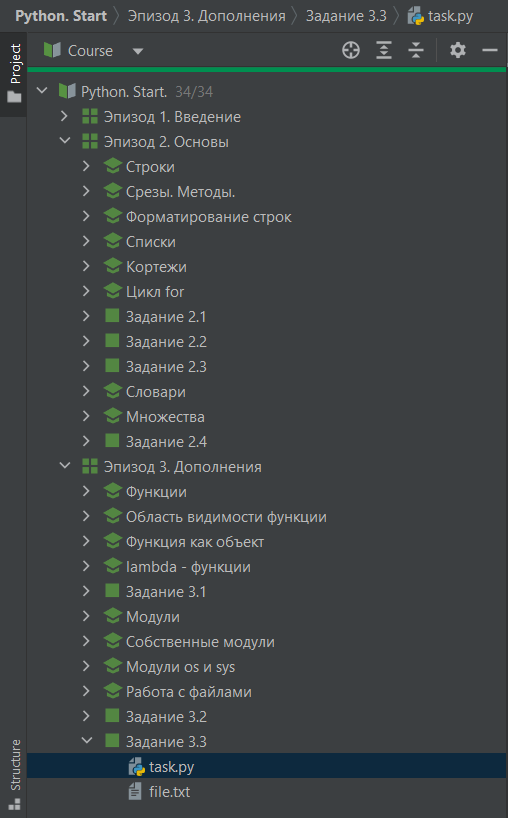 Python. Start
Эпизод 3. Дополнения
Задание 3.3
task.py
Project
Course
Python. Start. 34/34
Эпизод 1. Введение
Эпизод 2. Основы
Строки
Срезы. Методы.
Форматирование строк
Списки
Кортежи
Цикл for
Задание 2.1
Задание 2.2
Задание 2.3
Словари
Множества
Задание 2.4
Эпизод 3. Дополнения
Функции
Область видимости функции
Функция как объект
lambda - функции
Задание 3.1
Модули
Собственные модули
Модули os и sys
Работа с файлами
Задание 3.2
Задание 3.3
task.py
file.txt
Structure